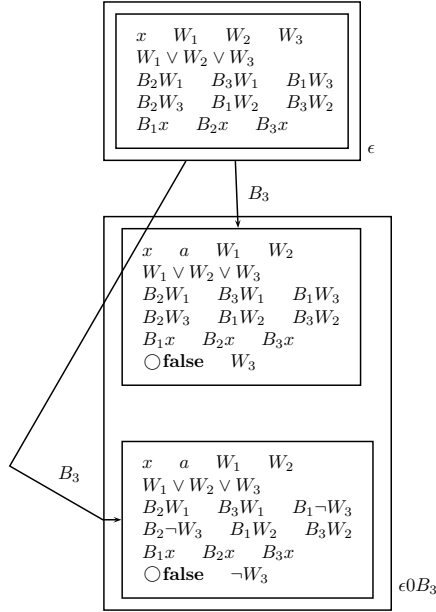 x W₁ W₂ W₃
W₁ ∨ W₂ ∨ W₃
B₂W₁ B₃W₁ B₁W₃
B₂W₃ B₁W₂ B₃W₂
B₁x B₂x B₃x
ϵ
B₃
x a W₁ W₂
W₁ ∨ W₂ ∨ W₃
B₂W₁ B₃W₁ B₁W₃
B₂W₃ B₁W₂ B₃W₂
B₁x B₂x B₃x
◯false W₃
B₃
x a W₁ W₂
W₁ ∨ W₂ ∨ W₃
B₂W₁ B₃W₁ B₁¬W₃
B₂¬W₃ B₁W₂ B₃W₂
B₁x B₂x B₃x
◯false ¬W₃
ϵ0B₃